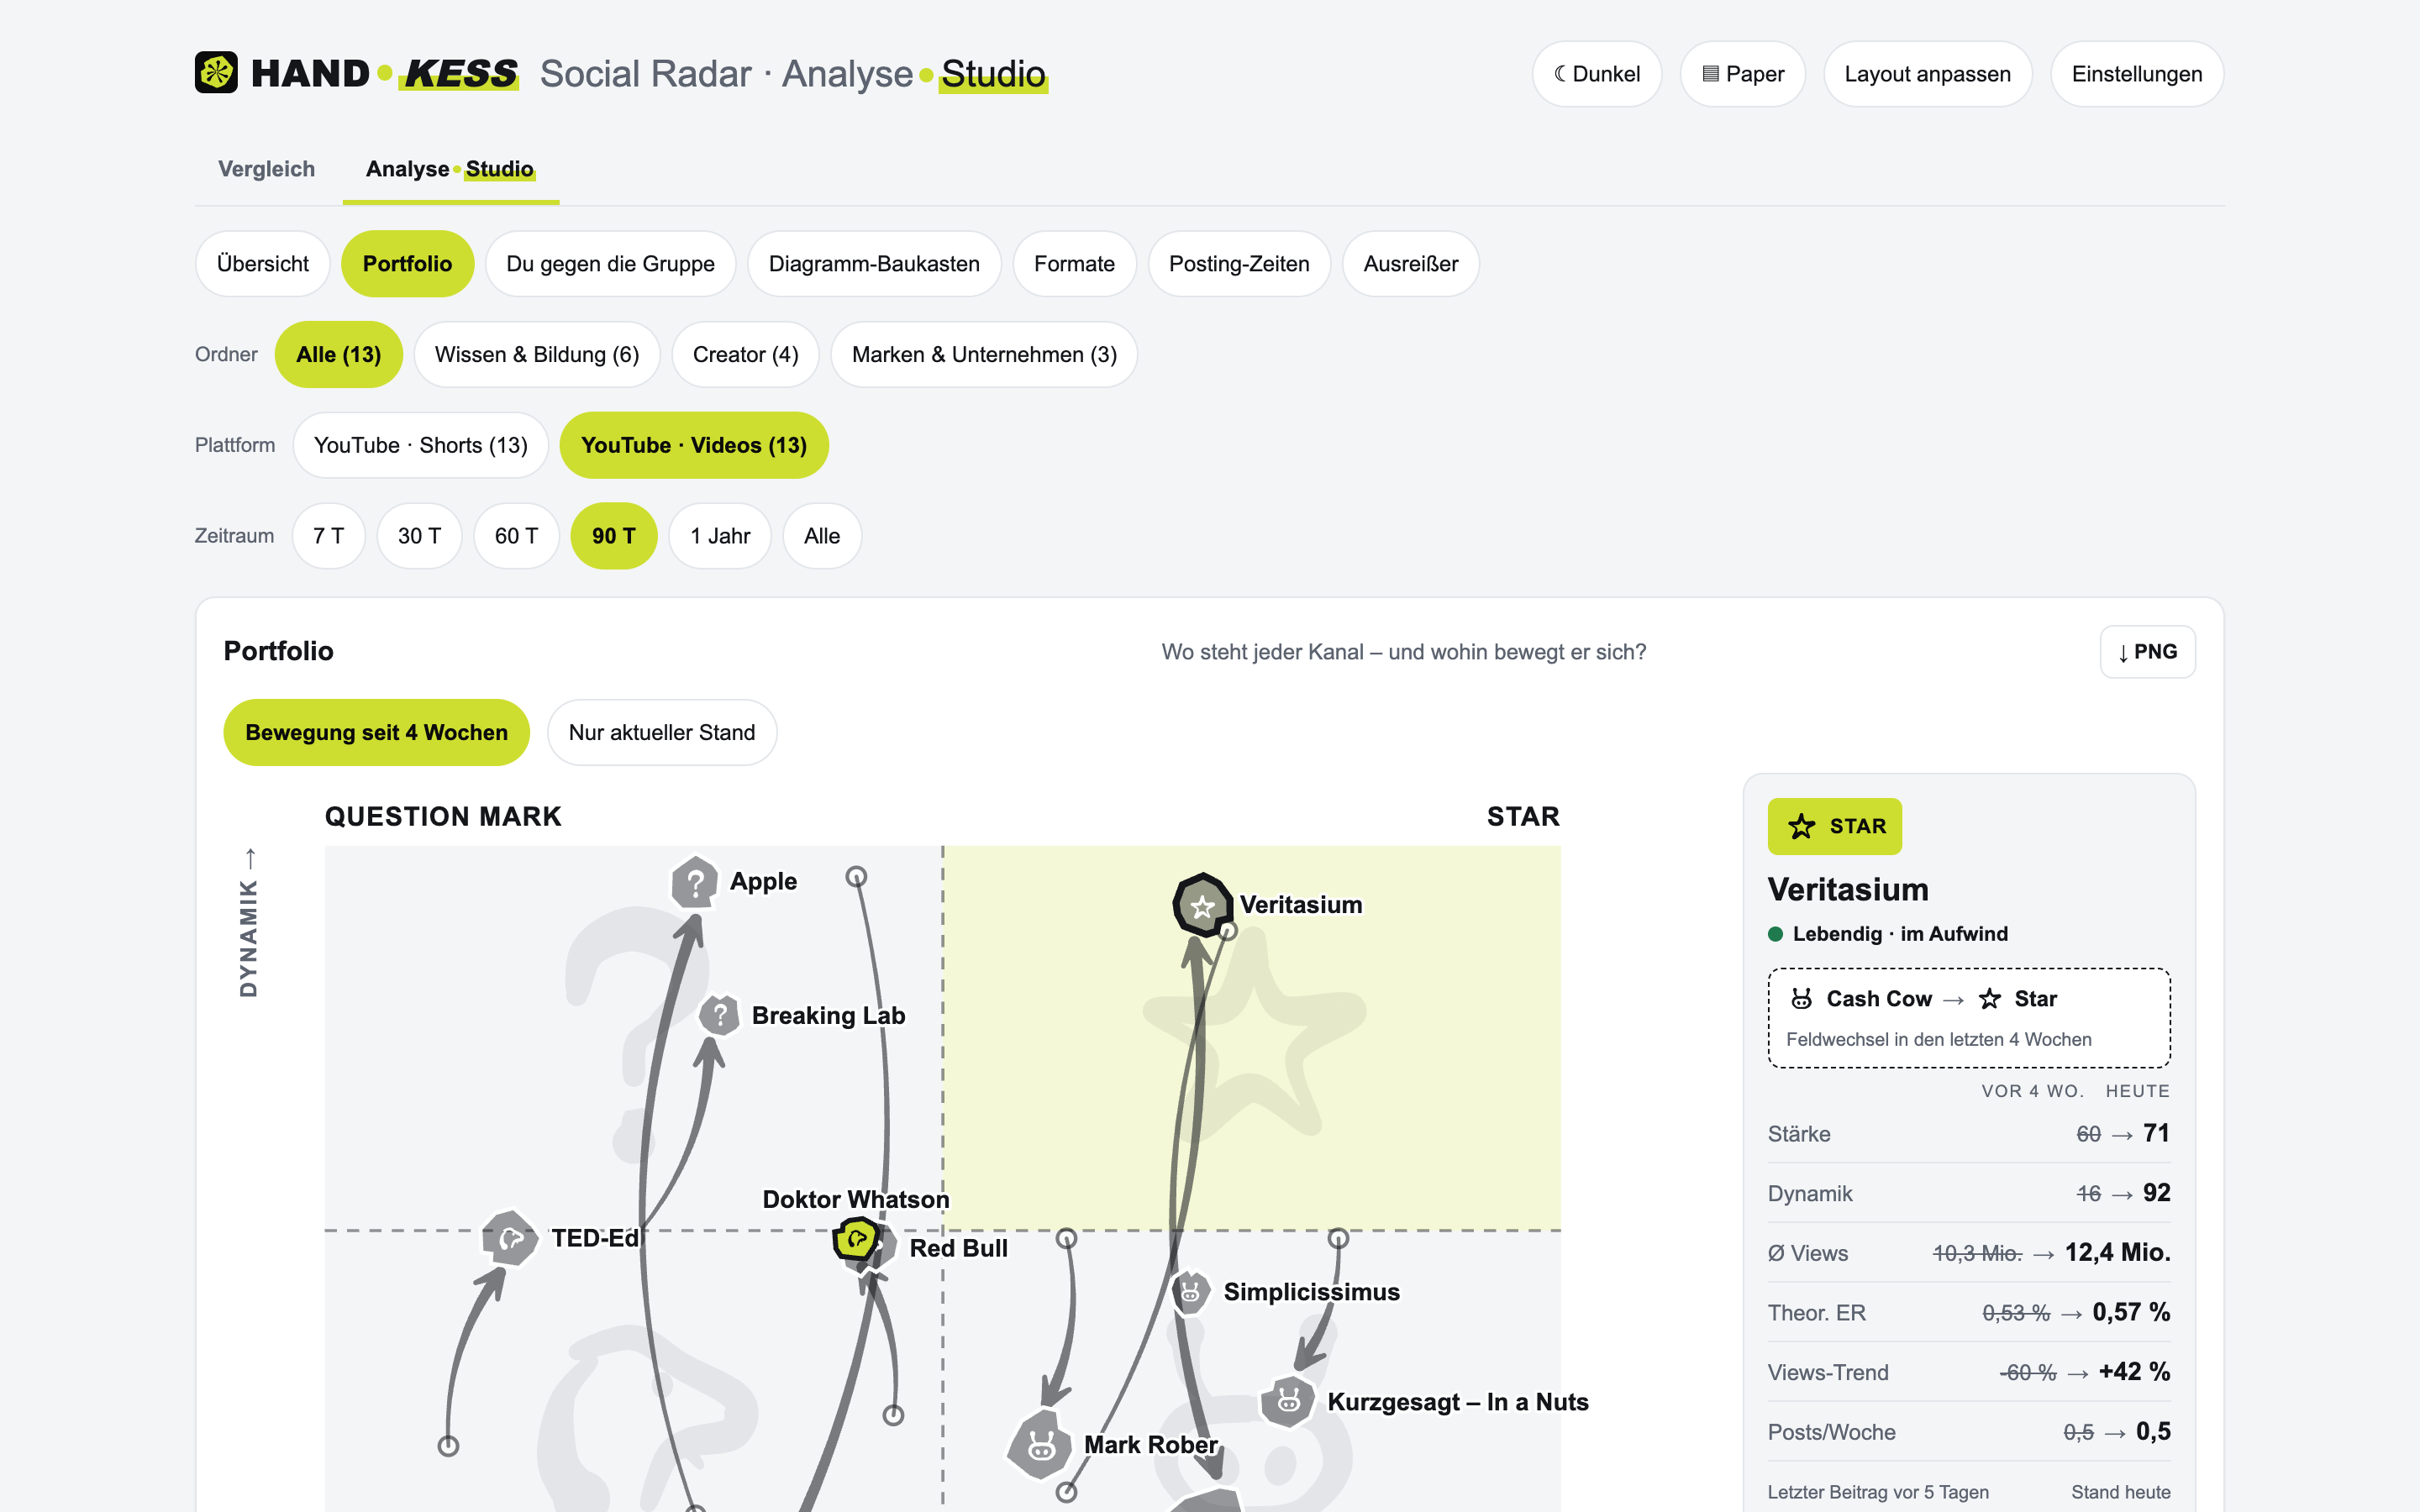 HAND KESS Social Radar · Analyse Studio
☾ Dunkel
▤ Paper
Layout anpassen
Einstellungen
Vergleich
Analyse Studio
Übersicht
Portfolio
Du gegen die Gruppe
Diagramm-Baukasten
Formate
Posting-Zeiten
Ausreißer
Ordner
Alle (13)
Wissen & Bildung (6)
Creator (4)
Marken & Unternehmen (3)
Plattform
YouTube · Shorts (13)
YouTube · Videos (13)
Zeitraum
7 T
30 T
60 T
90 T
1 Jahr
Alle
Portfolio
Wo steht jeder Kanal – und wohin bewegt er sich?
↓ PNG
Bewegung seit 4 Wochen
Nur aktueller Stand
QUESTION MARK
STAR
DYNAMIK →
Apple
Veritasium
Breaking Lab
Doktor Whatson
TED-Ed
Red Bull
Simplicissimus
Kurzgesagt – In a Nuts
Mark Rober
STAR
Veritasium
Lebendig · im Aufwind
Cash Cow → Star
Feldwechsel in den letzten 4 Wochen
VOR 4 WO. HEUTE
Stärke 60 → 71
Dynamik 16 → 92
Ø Views 10,3 Mio. → 12,4 Mio.
Theor. ER 0,53 % → 0,57 %
Views-Trend -60 % → +42 %
Posts/Woche 0,5 → 0,5
Letzter Beitrag vor 5 Tagen Stand heute